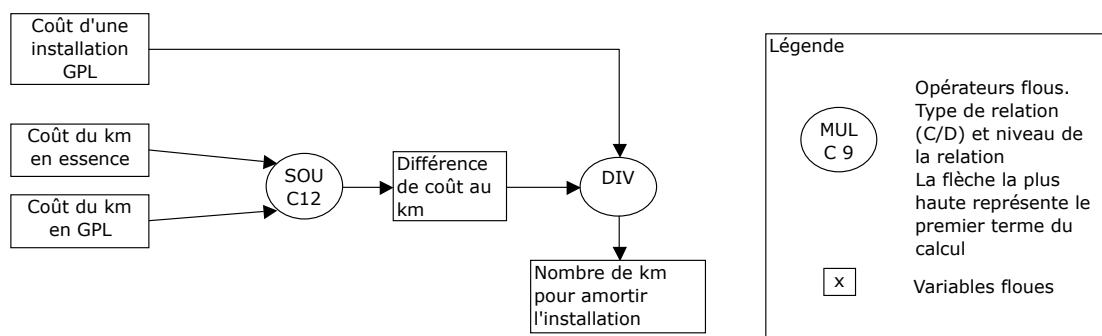 Coût d'une
installation
GPL
Coût du km
en essence
Coût du km
en GPL
SOU
C12
Différence
de coût au
km
DIV
Nombre de km
pour amortir
l'installation
Légende
MUL
C 9
Opérateurs flous.
Type de relation
(C/D) et niveau de
la relation
La flèche la plus
haute représente le
premier terme du
calcul
x
Variables floues